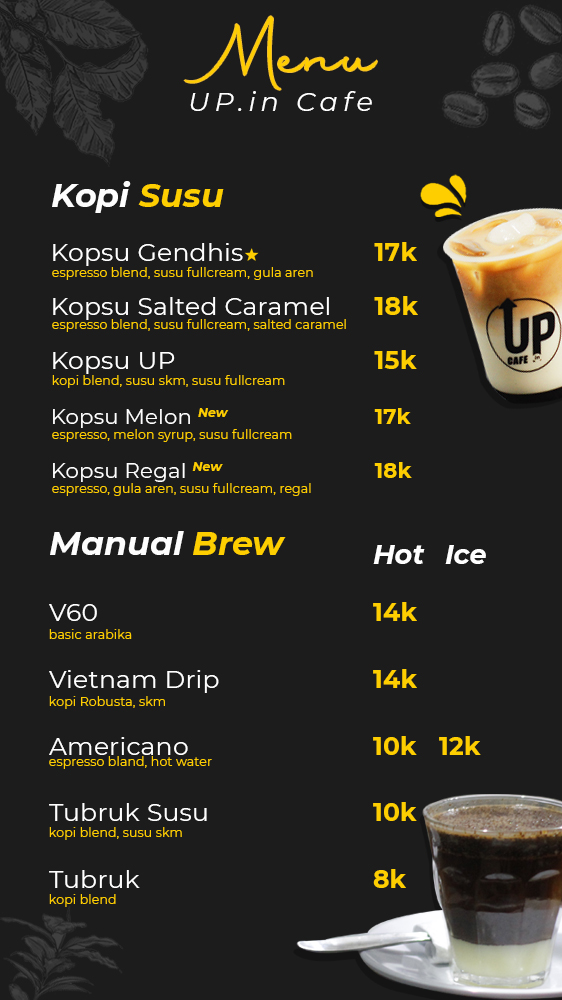 Menu
UP.in Cafe
Kopi Susu
Kopsu Gendhis★ 17k
espresso blend, susu fullcream, gula aren
Kopsu Salted Caramel 18k
espresso blend, susu fullcream, salted caramel
Kopsu UP 15k
kopi blend, susu skm, susu fullcream
Kopsu Melon New 17k
espresso, melon syrup, susu fullcream
Kopsu Regal New 18k
espresso, gula aren, susu fullcream, regal
UP
CAFE .in
Manual Brew Hot Ice
V60 14k
basic arabika
Vietnam Drip 14k
kopi Robusta, skm
Americano 10k 12k
espresso bland, hot water
Tubruk Susu 10k
kopi blend, susu skm
Tubruk 8k
kopi blend